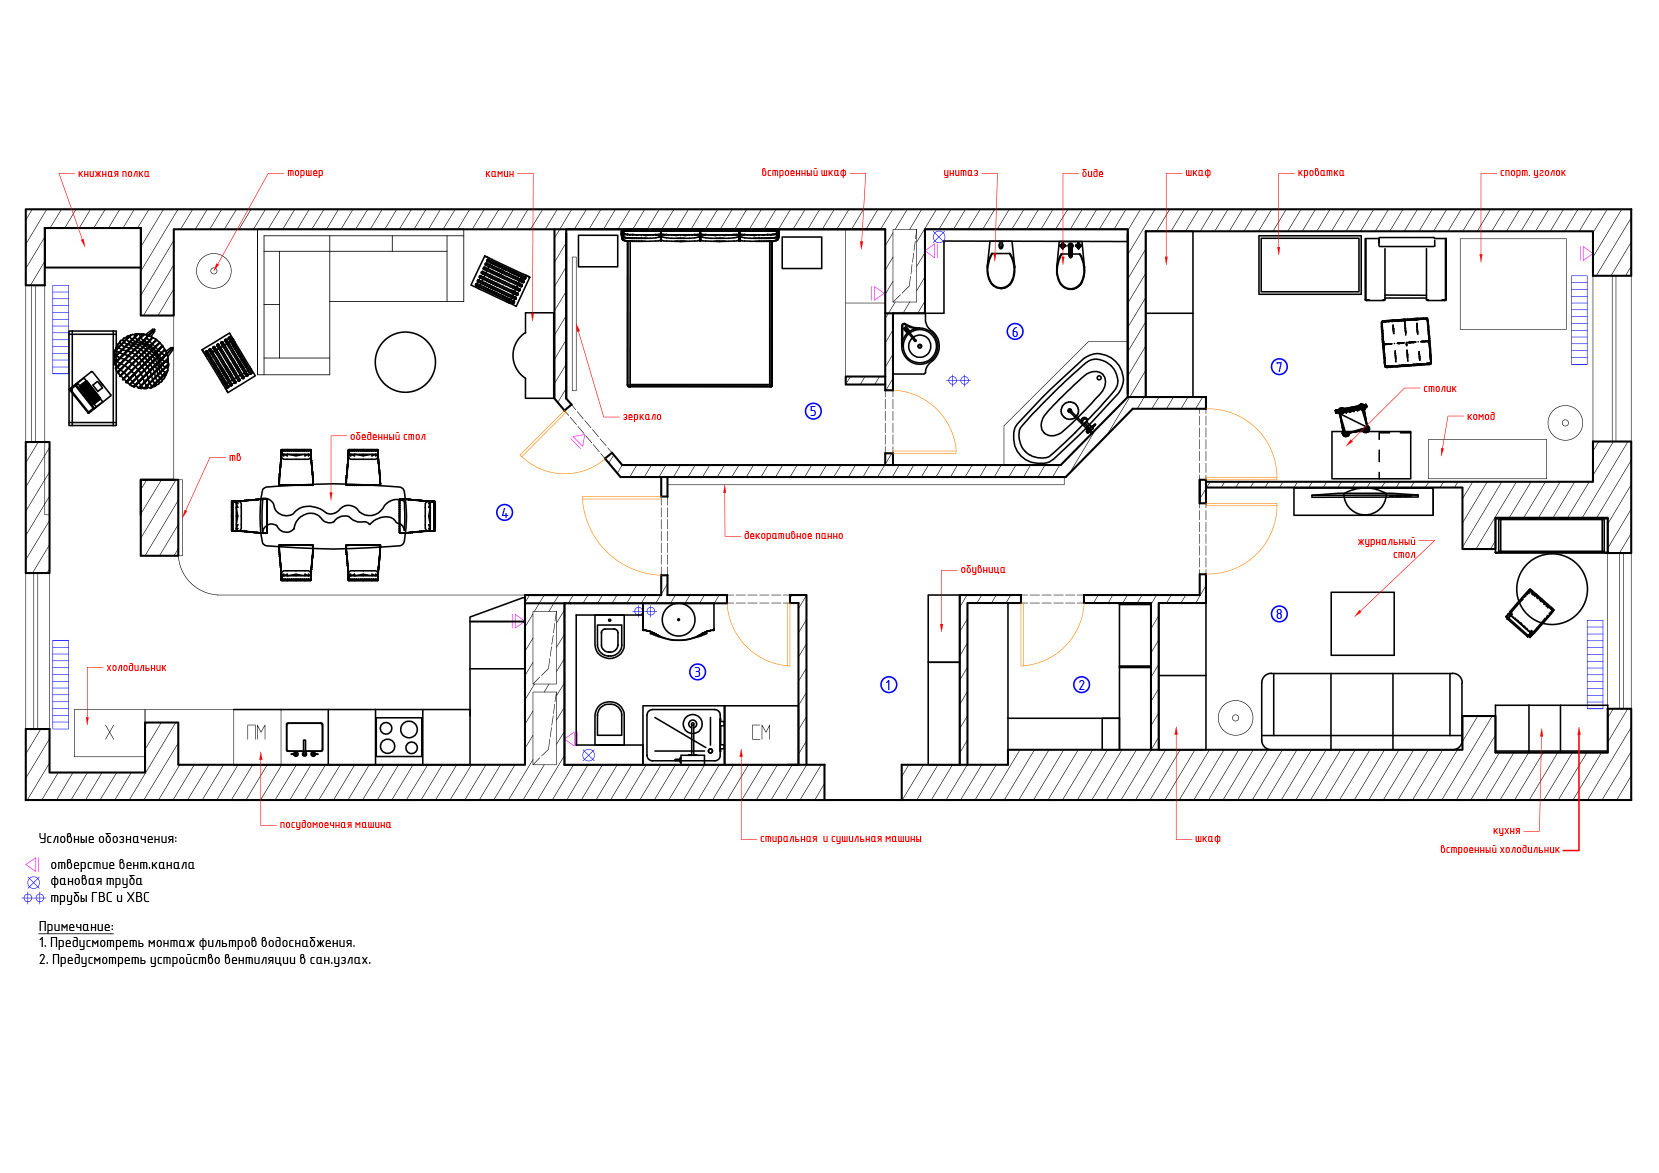 книжная полка
торшер
камин
встроенный шкаф
унитаз
биде
шкаф
кроватка
спорт. уголок
6
7
столик
зеркало
5
комод
обеденный стол
тв
4
декоративное панно
журнальный
стол
обувница
8
холодильник
3
1
2
Х
ПМ
СМ
посудомоечная машина
стиральная и сушильная машины
шкаф
кухня
встроенный холодильник
Условные обозначения:
отверстие вент.канала
фановая труба
трубы ГВС и ХВС
Примечание:
1. Предусмотреть монтаж фильтров водоснабжения.
2. Предусмотреть устройство вентиляции в сан.узлах.